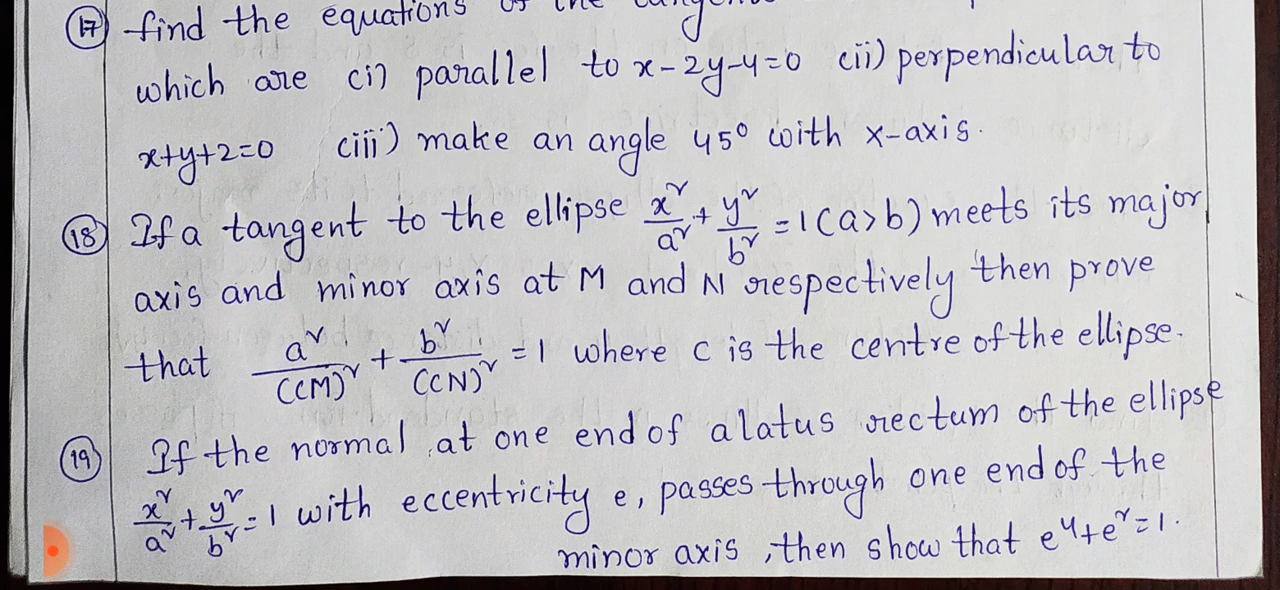 (17) find the equations of the
which are (i) parallel to x-2y-4=0 (ii) perpendicular to
x+y+2=0 (iii) make an angle 45° with x-axis.
(18) If a tangent to the ellipse x²/a² + y²/b² = 1 (a>b) meets its major
axis and minor axis at M and N respectively then prove
that a²/(CM)² + b²/(CN)² = 1 where c is the centre of the ellipse.
(19) If the normal at one end of a latus rectum of the ellipse
x²/a² + y²/b² = 1 with eccentricity e, passes through one end of the
minor axis, then show that e⁴+e²=1.